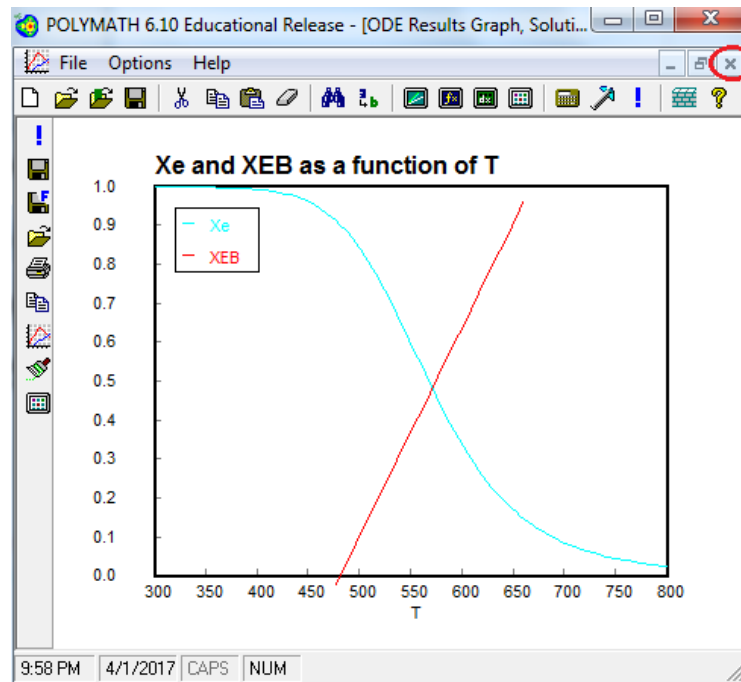 POLYMATH 6.10 Educational Release - [ODE Results Graph, Soluti...
File Options Help
Xe and XEB as a function of T
1.0
0.9
0.8
0.7
0.6
0.5
0.4
0.3
0.2
0.1
0.0
Xe
XEB
300 350 400 450 500 550 600 650 700 750 800
T
9:58 PM 4/1/2017 CAPS NUM